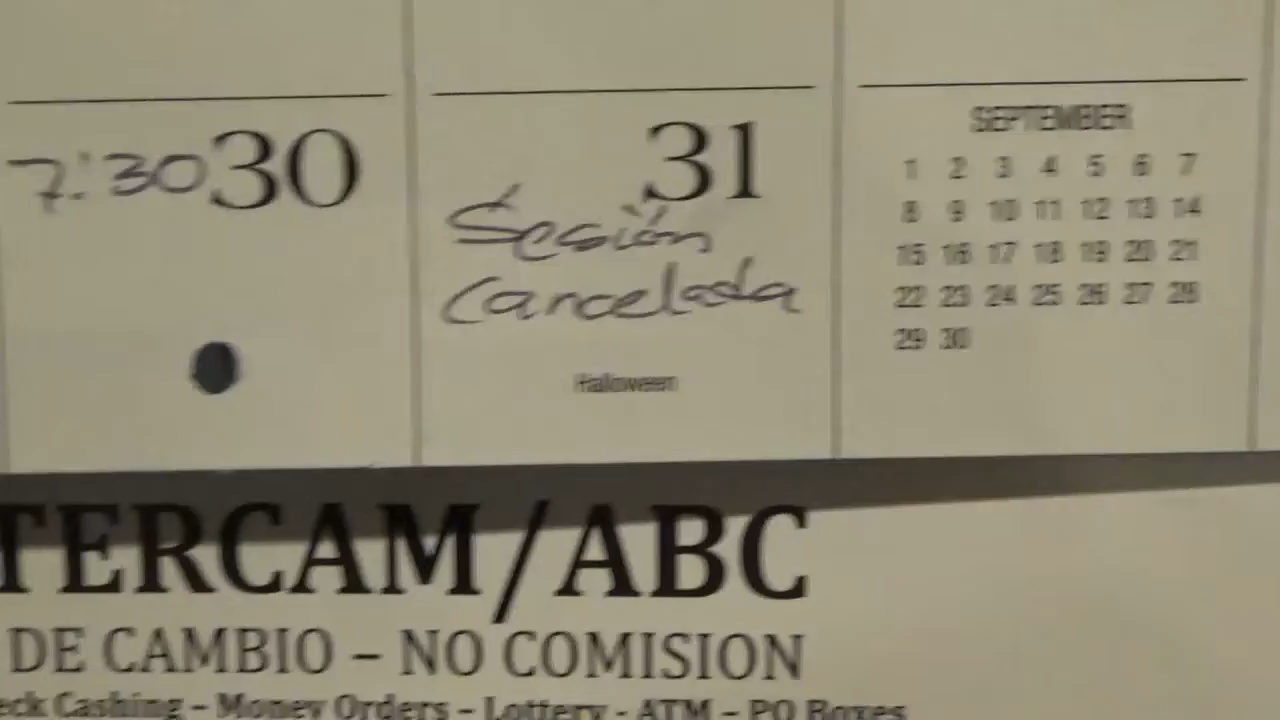 7:30 30
31
Sesión
Cancelada
Halloween
SEPTEMBER
1 2 3 4 5 6 7
8 9 10 11 12 13 14
15 16 17 18 19 20 21
22 23 24 25 26 27 28
29 30
TERCAM/ABC
DE CAMBIO – NO COMISION
eck Cashing – Money Orders – Lottery - ATM – PO Boxes